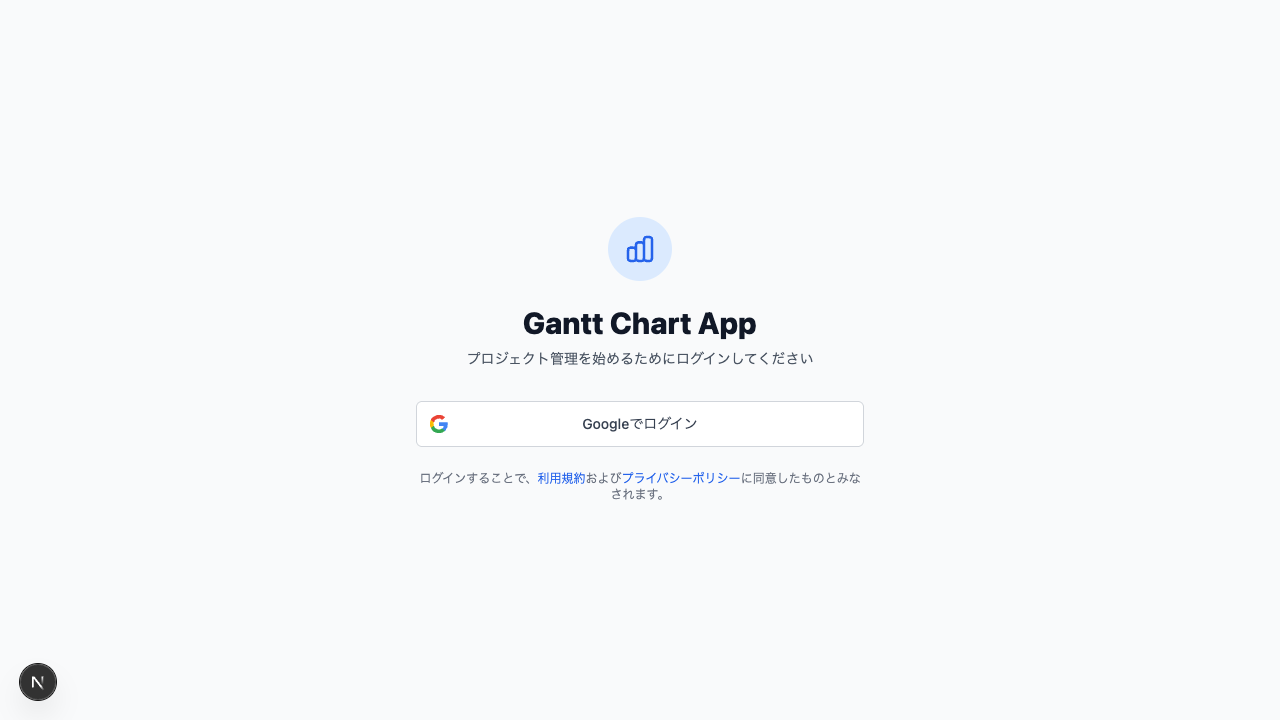 Gantt Chart App
プロジェクト管理を始めるためにログインしてください
Googleでログイン
ログインすることで、利用規約およびプライバシーポリシーに同意したものとみな
されます。
N